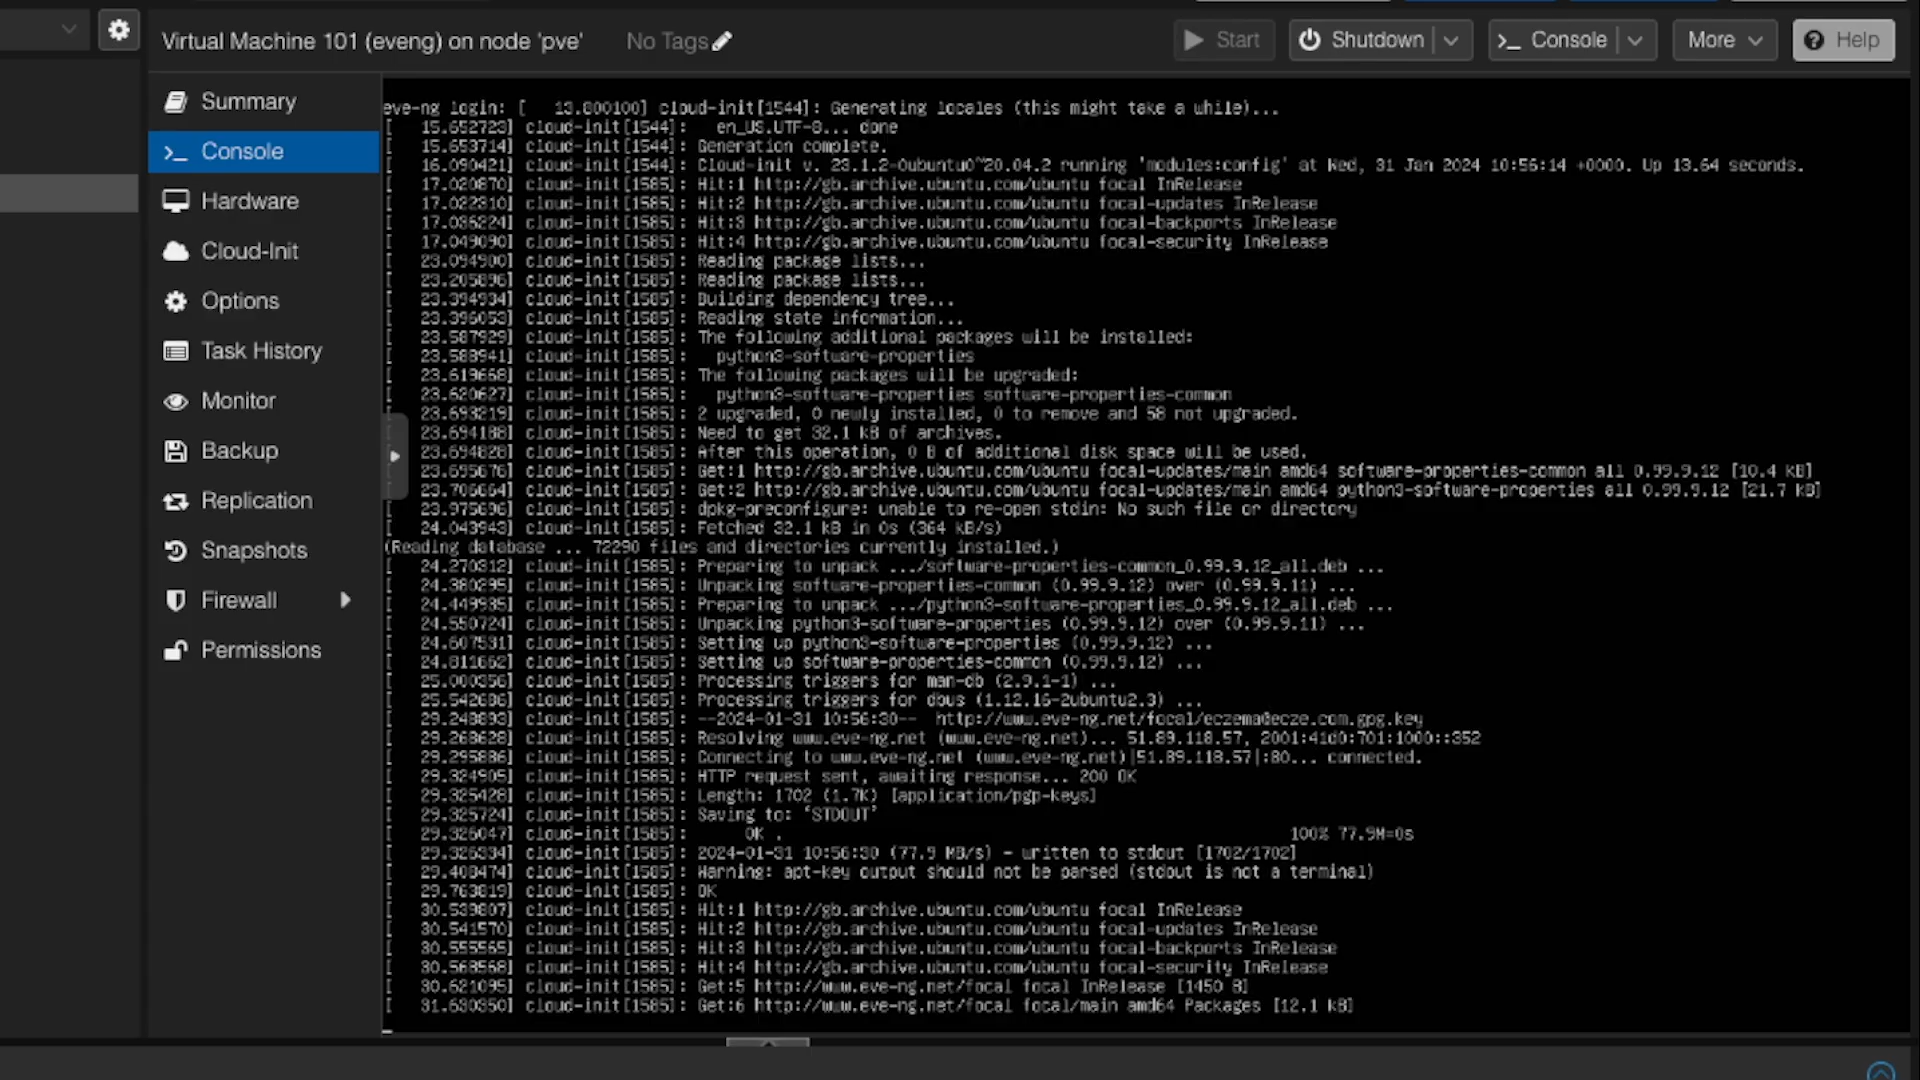 Virtual Machine 101 (eveng) on node 'pve'
No Tags
Start
Shutdown
Console
More
Help
Summary
Console
Hardware
Cloud-Init
Options
Task History
Monitor
Backup
Replication
Snapshots
Firewall
Permissions
eve-ng login: [   13.800100] cloud-init[1544]: Generating locales (this might take a while)...
[   15.652723] cloud-init[1544]:   en_US.UTF-8... done
[   15.653714] cloud-init[1544]: Generation complete.
[   16.090421] cloud-init[1544]: Cloud-init v. 23.1.2-0ubuntu0~20.04.2 running 'modules:config' at Wed, 31 Jan 2024 10:56:14 +0000. Up 13.64 seconds.
[   17.020870] cloud-init[1585]: Hit:1 http://gb.archive.ubuntu.com/ubuntu focal InRelease
[   17.022310] cloud-init[1585]: Hit:2 http://gb.archive.ubuntu.com/ubuntu focal-updates InRelease
[   17.036224] cloud-init[1585]: Hit:3 http://gb.archive.ubuntu.com/ubuntu focal-backports InRelease
[   17.049090] cloud-init[1585]: Hit:4 http://gb.archive.ubuntu.com/ubuntu focal-security InRelease
[   23.094900] cloud-init[1585]: Reading package lists...
[   23.205896] cloud-init[1585]: Reading package lists...
[   23.394934] cloud-init[1585]: Building dependency tree...
[   23.396053] cloud-init[1585]: Reading state information...
[   23.587929] cloud-init[1585]: The following additional packages will be installed:
[   23.588941] cloud-init[1585]:   python3-software-properties
[   23.619668] cloud-init[1585]: The following packages will be upgraded:
[   23.620627] cloud-init[1585]:   python3-software-properties software-properties-common
[   23.693219] cloud-init[1585]: 2 upgraded, 0 newly installed, 0 to remove and 58 not upgraded.
[   23.694188] cloud-init[1585]: Need to get 32.1 kB of archives.
[   23.694828] cloud-init[1585]: After this operation, 0 B of additional disk space will be used.
[   23.695676] cloud-init[1585]: Get:1 http://gb.archive.ubuntu.com/ubuntu focal-updates/main amd64 software-properties-common all 0.99.9.12 [10.4 kB]
[   23.706664] cloud-init[1585]: Get:2 http://gb.archive.ubuntu.com/ubuntu focal-updates/main amd64 python3-software-properties all 0.99.9.12 [21.7 kB]
[   23.975696] cloud-init[1585]: dpkg-preconfigure: unable to re-open stdin: No such file or directory
[   24.043943] cloud-init[1585]: Fetched 32.1 kB in 0s (364 kB/s)
(Reading database ... 72290 files and directories currently installed.)
[   24.270312] cloud-init[1585]: Preparing to unpack .../software-properties-common_0.99.9.12_all.deb ...
[   24.380295] cloud-init[1585]: Unpacking software-properties-common (0.99.9.12) over (0.99.9.11) ...
[   24.449935] cloud-init[1585]: Preparing to unpack .../python3-software-properties_0.99.9.12_all.deb ...
[   24.550724] cloud-init[1585]: Unpacking python3-software-properties (0.99.9.12) over (0.99.9.11) ...
[   24.607531] cloud-init[1585]: Setting up python3-software-properties (0.99.9.12) ...
[   24.811662] cloud-init[1585]: Setting up software-properties-common (0.99.9.12) ...
[   25.000356] cloud-init[1585]: Processing triggers for man-db (2.9.1-1) ...
[   25.542686] cloud-init[1585]: Processing triggers for dbus (1.12.16-2ubuntu2.3) ...
[   29.248893] cloud-init[1585]: --2024-01-31 10:56:30--  http://www.eve-ng.net/focal/eczema@ecze.com.gpg.key
[   29.268628] cloud-init[1585]: Resolving www.eve-ng.net (www.eve-ng.net)... 51.89.118.57, 2001:41d0:701:1000::352
[   29.295886] cloud-init[1585]: Connecting to www.eve-ng.net (www.eve-ng.net)|51.89.118.57|:80... connected.
[   29.324905] cloud-init[1585]: HTTP request sent, awaiting response... 200 OK
[   29.325428] cloud-init[1585]: Length: 1702 (1.7K) [application/pgp-keys]
[   29.325724] cloud-init[1585]: Saving to: ‘STDOUT’
[   29.326047] cloud-init[1585]:      0K .                                                     100% 77.9M=0s
[   29.326334] cloud-init[1585]: 2024-01-31 10:56:30 (77.9 MB/s) - written to stdout [1702/1702]
[   29.408474] cloud-init[1585]: Warning: apt-key output should not be parsed (stdout is not a terminal)
[   29.763819] cloud-init[1585]: OK
[   30.539807] cloud-init[1585]: Hit:1 http://gb.archive.ubuntu.com/ubuntu focal InRelease
[   30.541570] cloud-init[1585]: Hit:2 http://gb.archive.ubuntu.com/ubuntu focal-updates InRelease
[   30.555565] cloud-init[1585]: Hit:3 http://gb.archive.ubuntu.com/ubuntu focal-backports InRelease
[   30.568568] cloud-init[1585]: Hit:4 http://gb.archive.ubuntu.com/ubuntu focal-security InRelease
[   30.621095] cloud-init[1585]: Get:5 http://www.eve-ng.net/focal focal InRelease [1450 B]
[   31.630350] cloud-init[1585]: Get:6 http://www.eve-ng.net/focal focal/main amd64 Packages [12.1 kB]